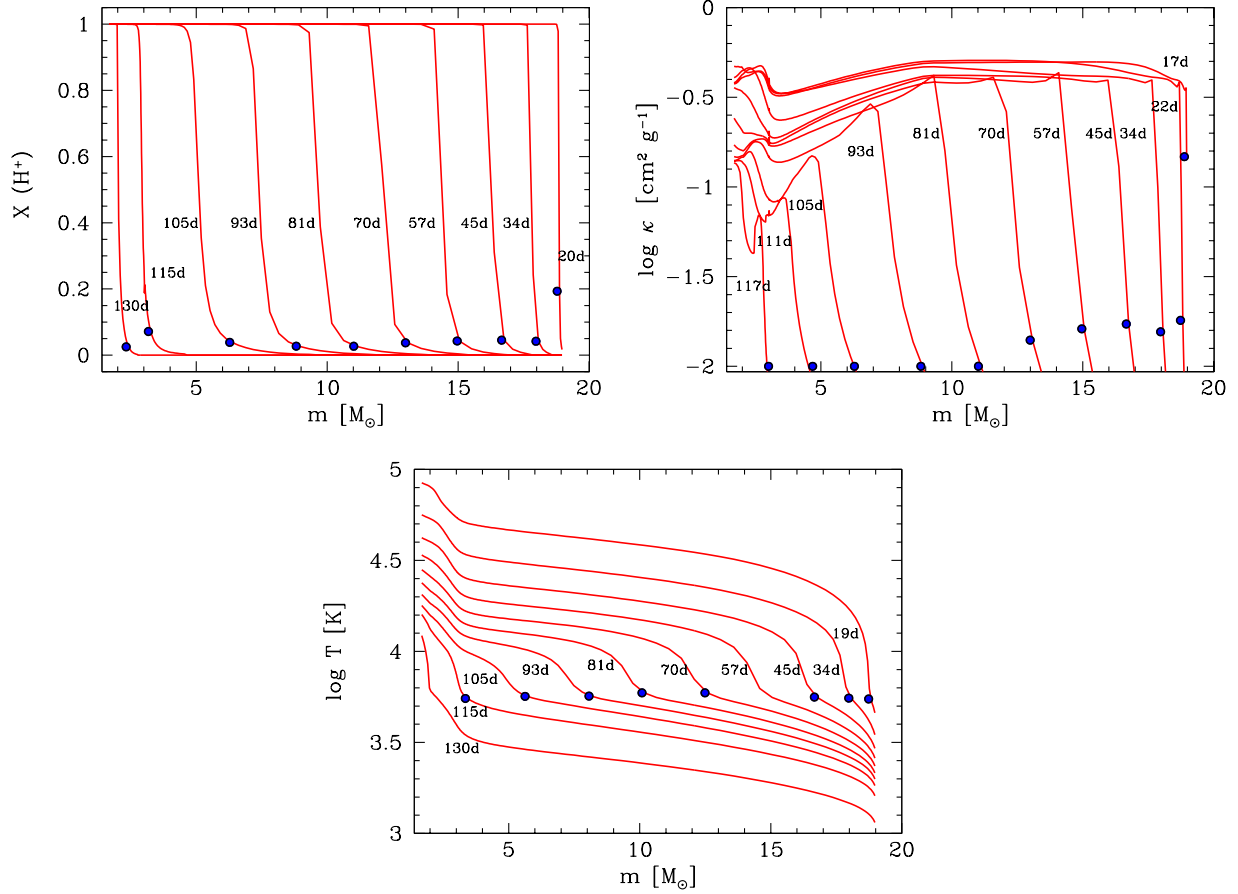 X (H⁺)
1
0.8
0.6
0.4
0.2
0
130d
115d
105d
93d
81d
70d
57d
45d
34d
20d
5
10
15
20
m [M⊙]
log κ [cm² g⁻¹]
0
−0.5
−1
−1.5
−2
117d
111d
105d
93d
81d
70d
57d
45d
34d
22d
17d
5
10
15
20
m [M⊙]
log T [K]
5
4.5
4
3.5
3
130d
115d
105d
93d
81d
70d
57d
45d
34d
19d
5
10
15
20
m [M⊙]